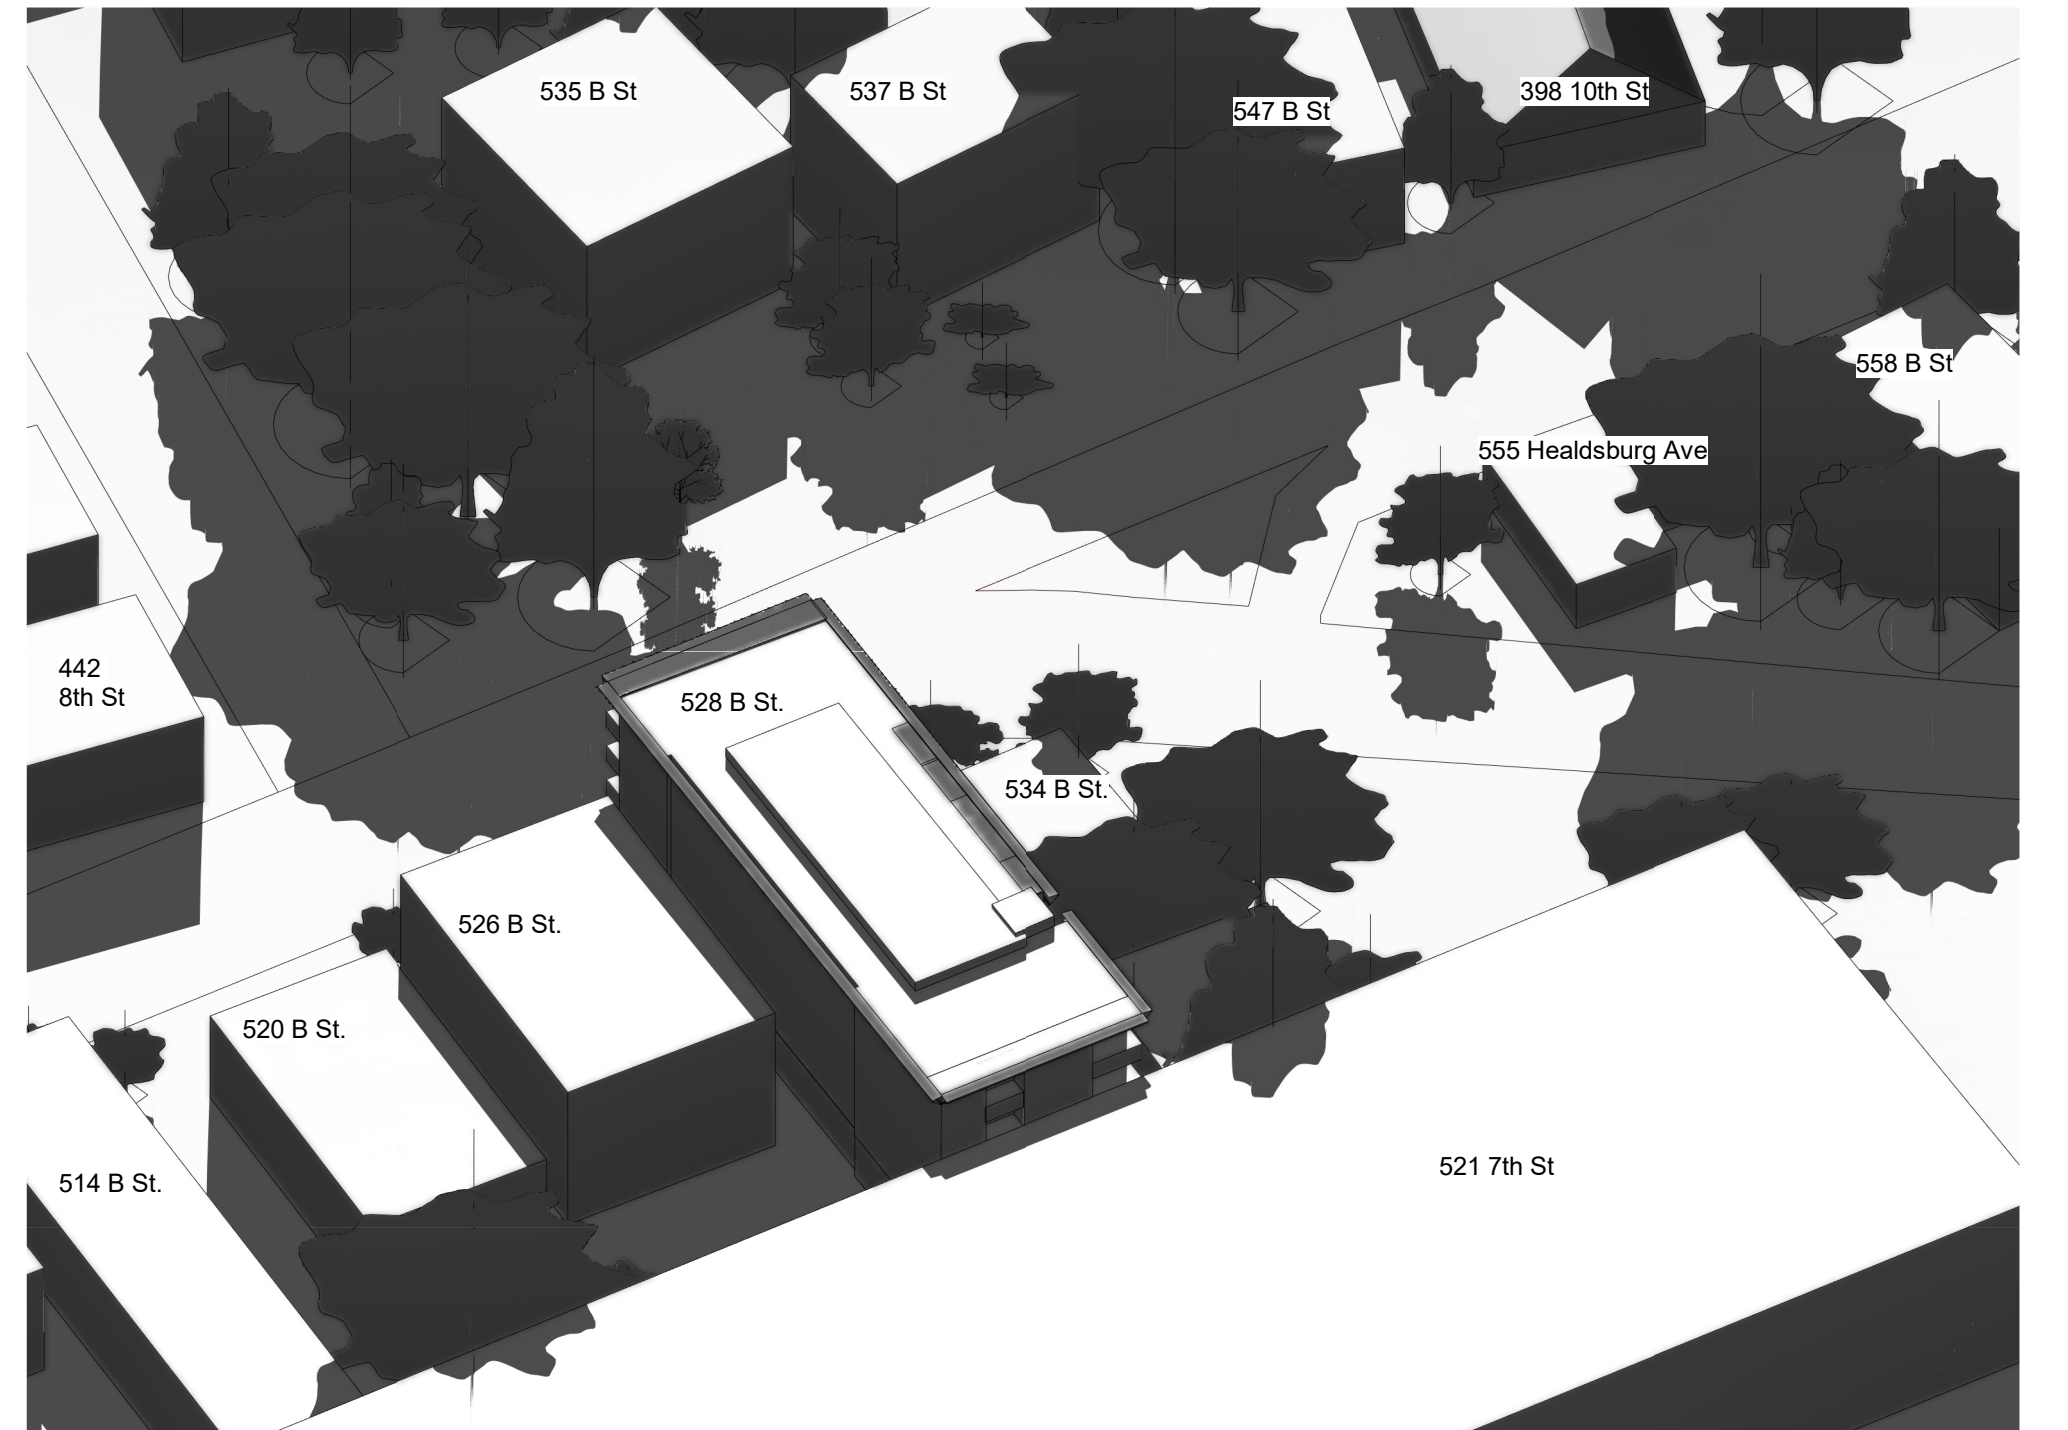 535 B St
537 B St
547 B St
398 10th St
558 B St
555 Healdsburg Ave
442
8th St
528 B St.
534 B St.
526 B St.
520 B St.
514 B St.
521 7th St